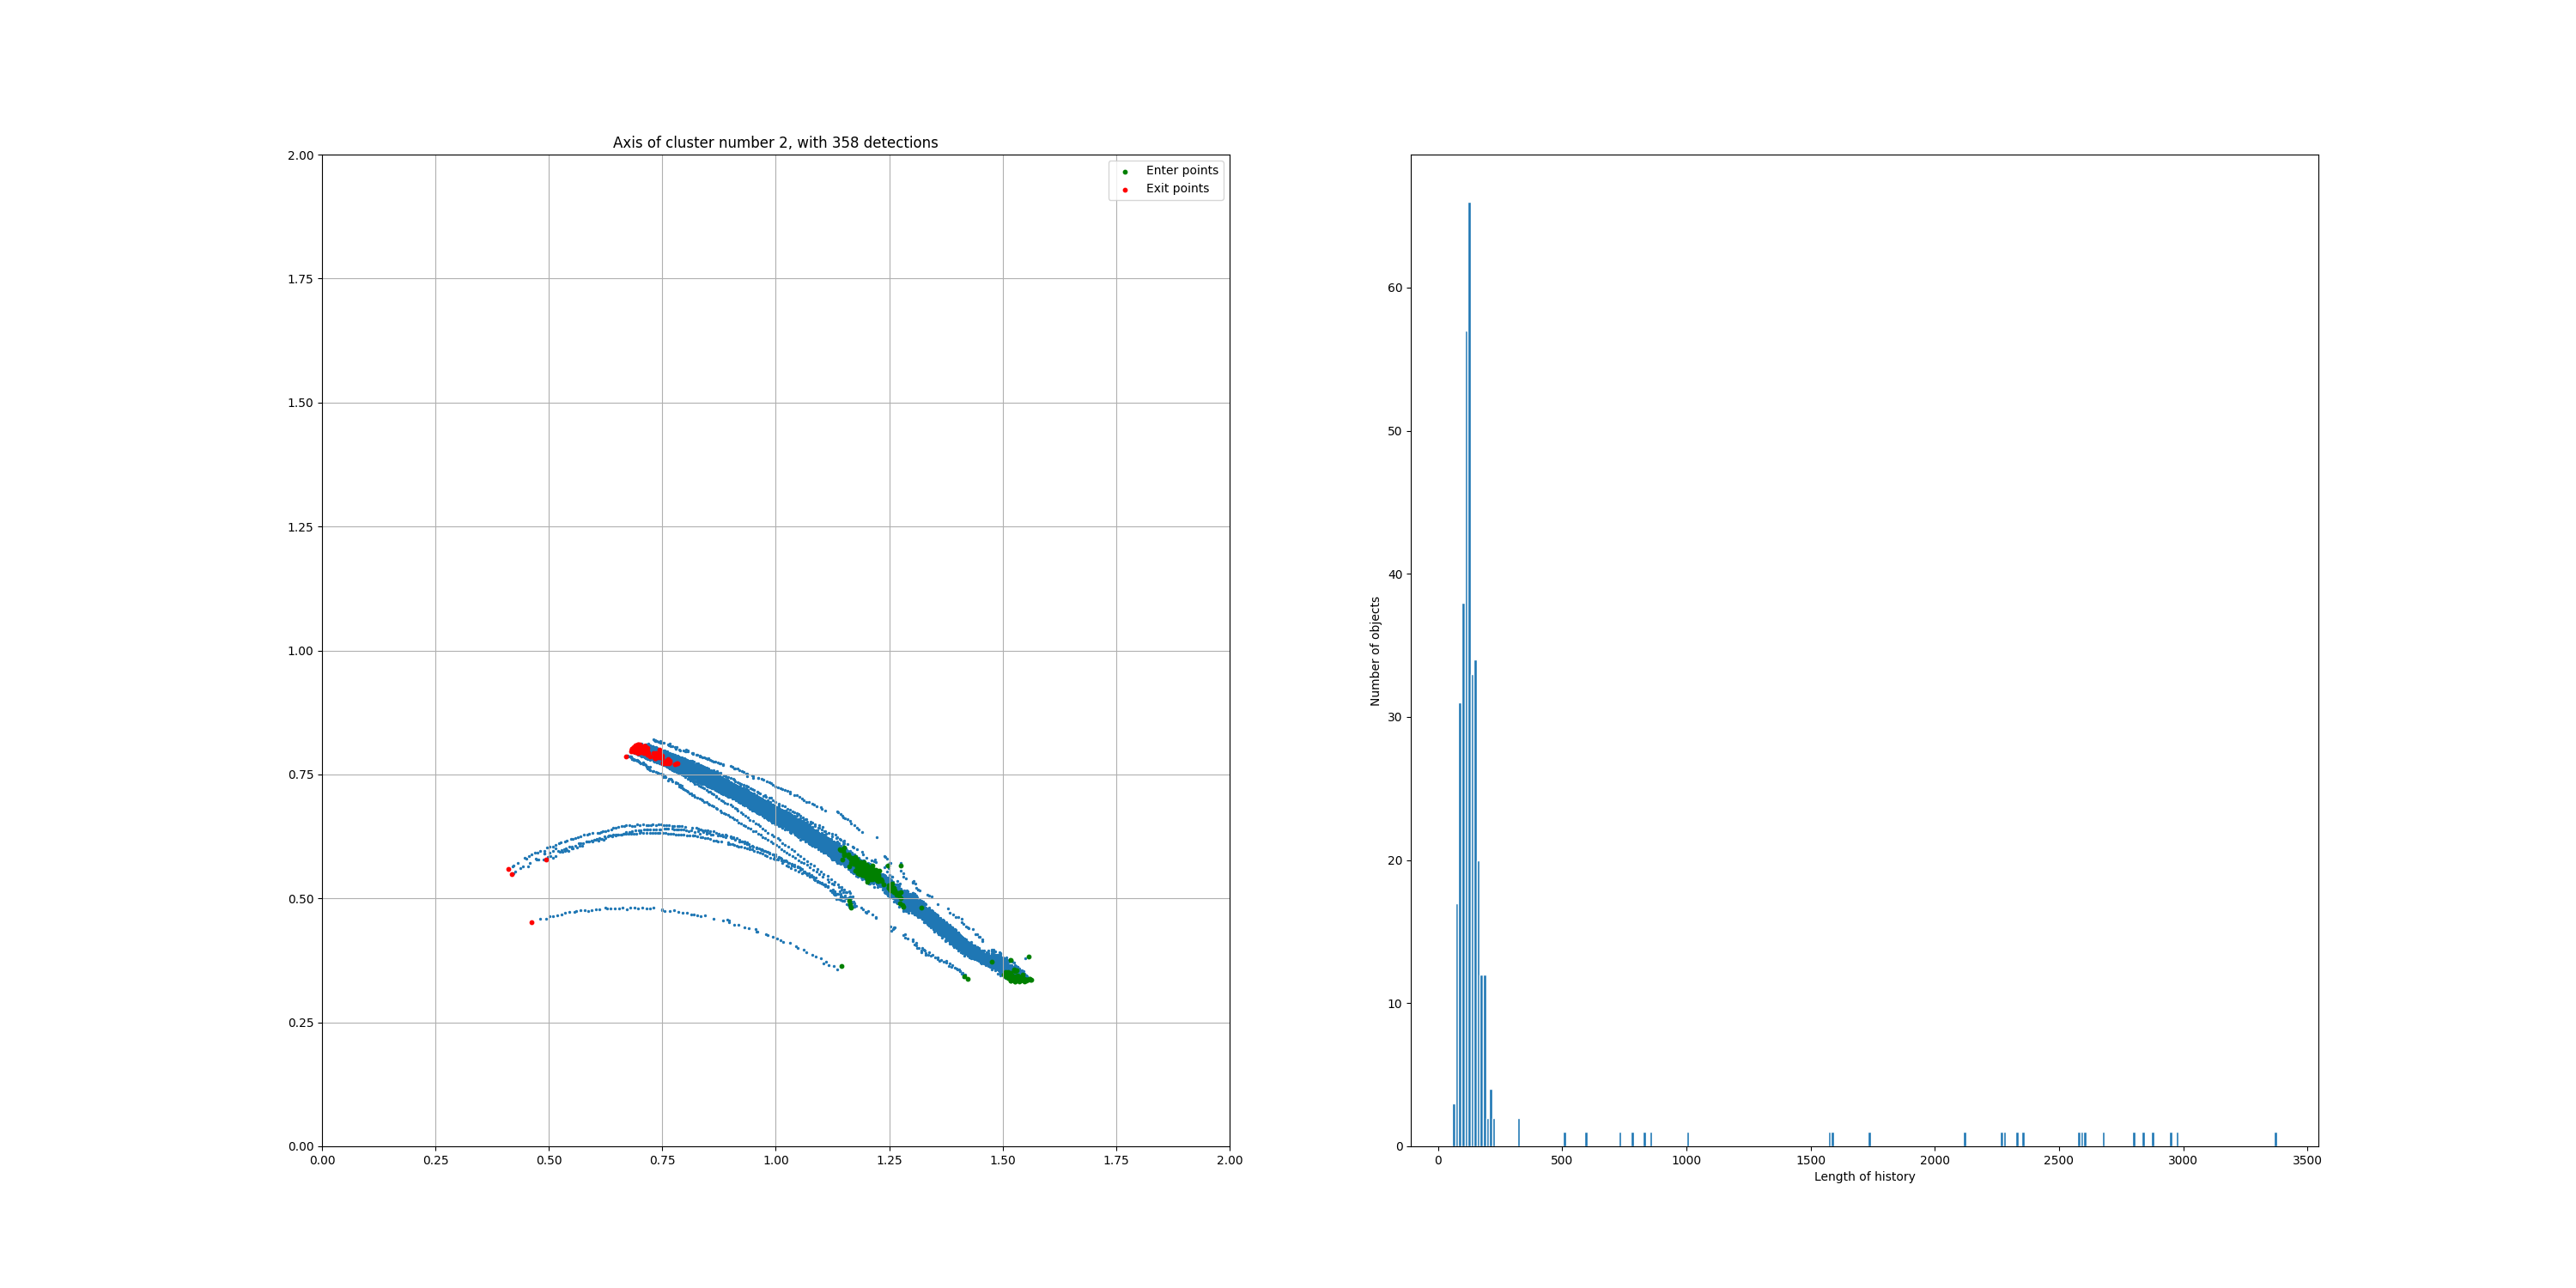 Axis of cluster number 2, with 358 detections
Enter points
Exit points
2.00
1.75
1.50
1.25
1.00
0.75
0.50
0.25
0.00
0.00 0.25 0.50 0.75 1.00 1.25 1.50 1.75 2.00
Number of objects
60
50
40
30
20
10
0
0 500 1000 1500 2000 2500 3000 3500
Length of history